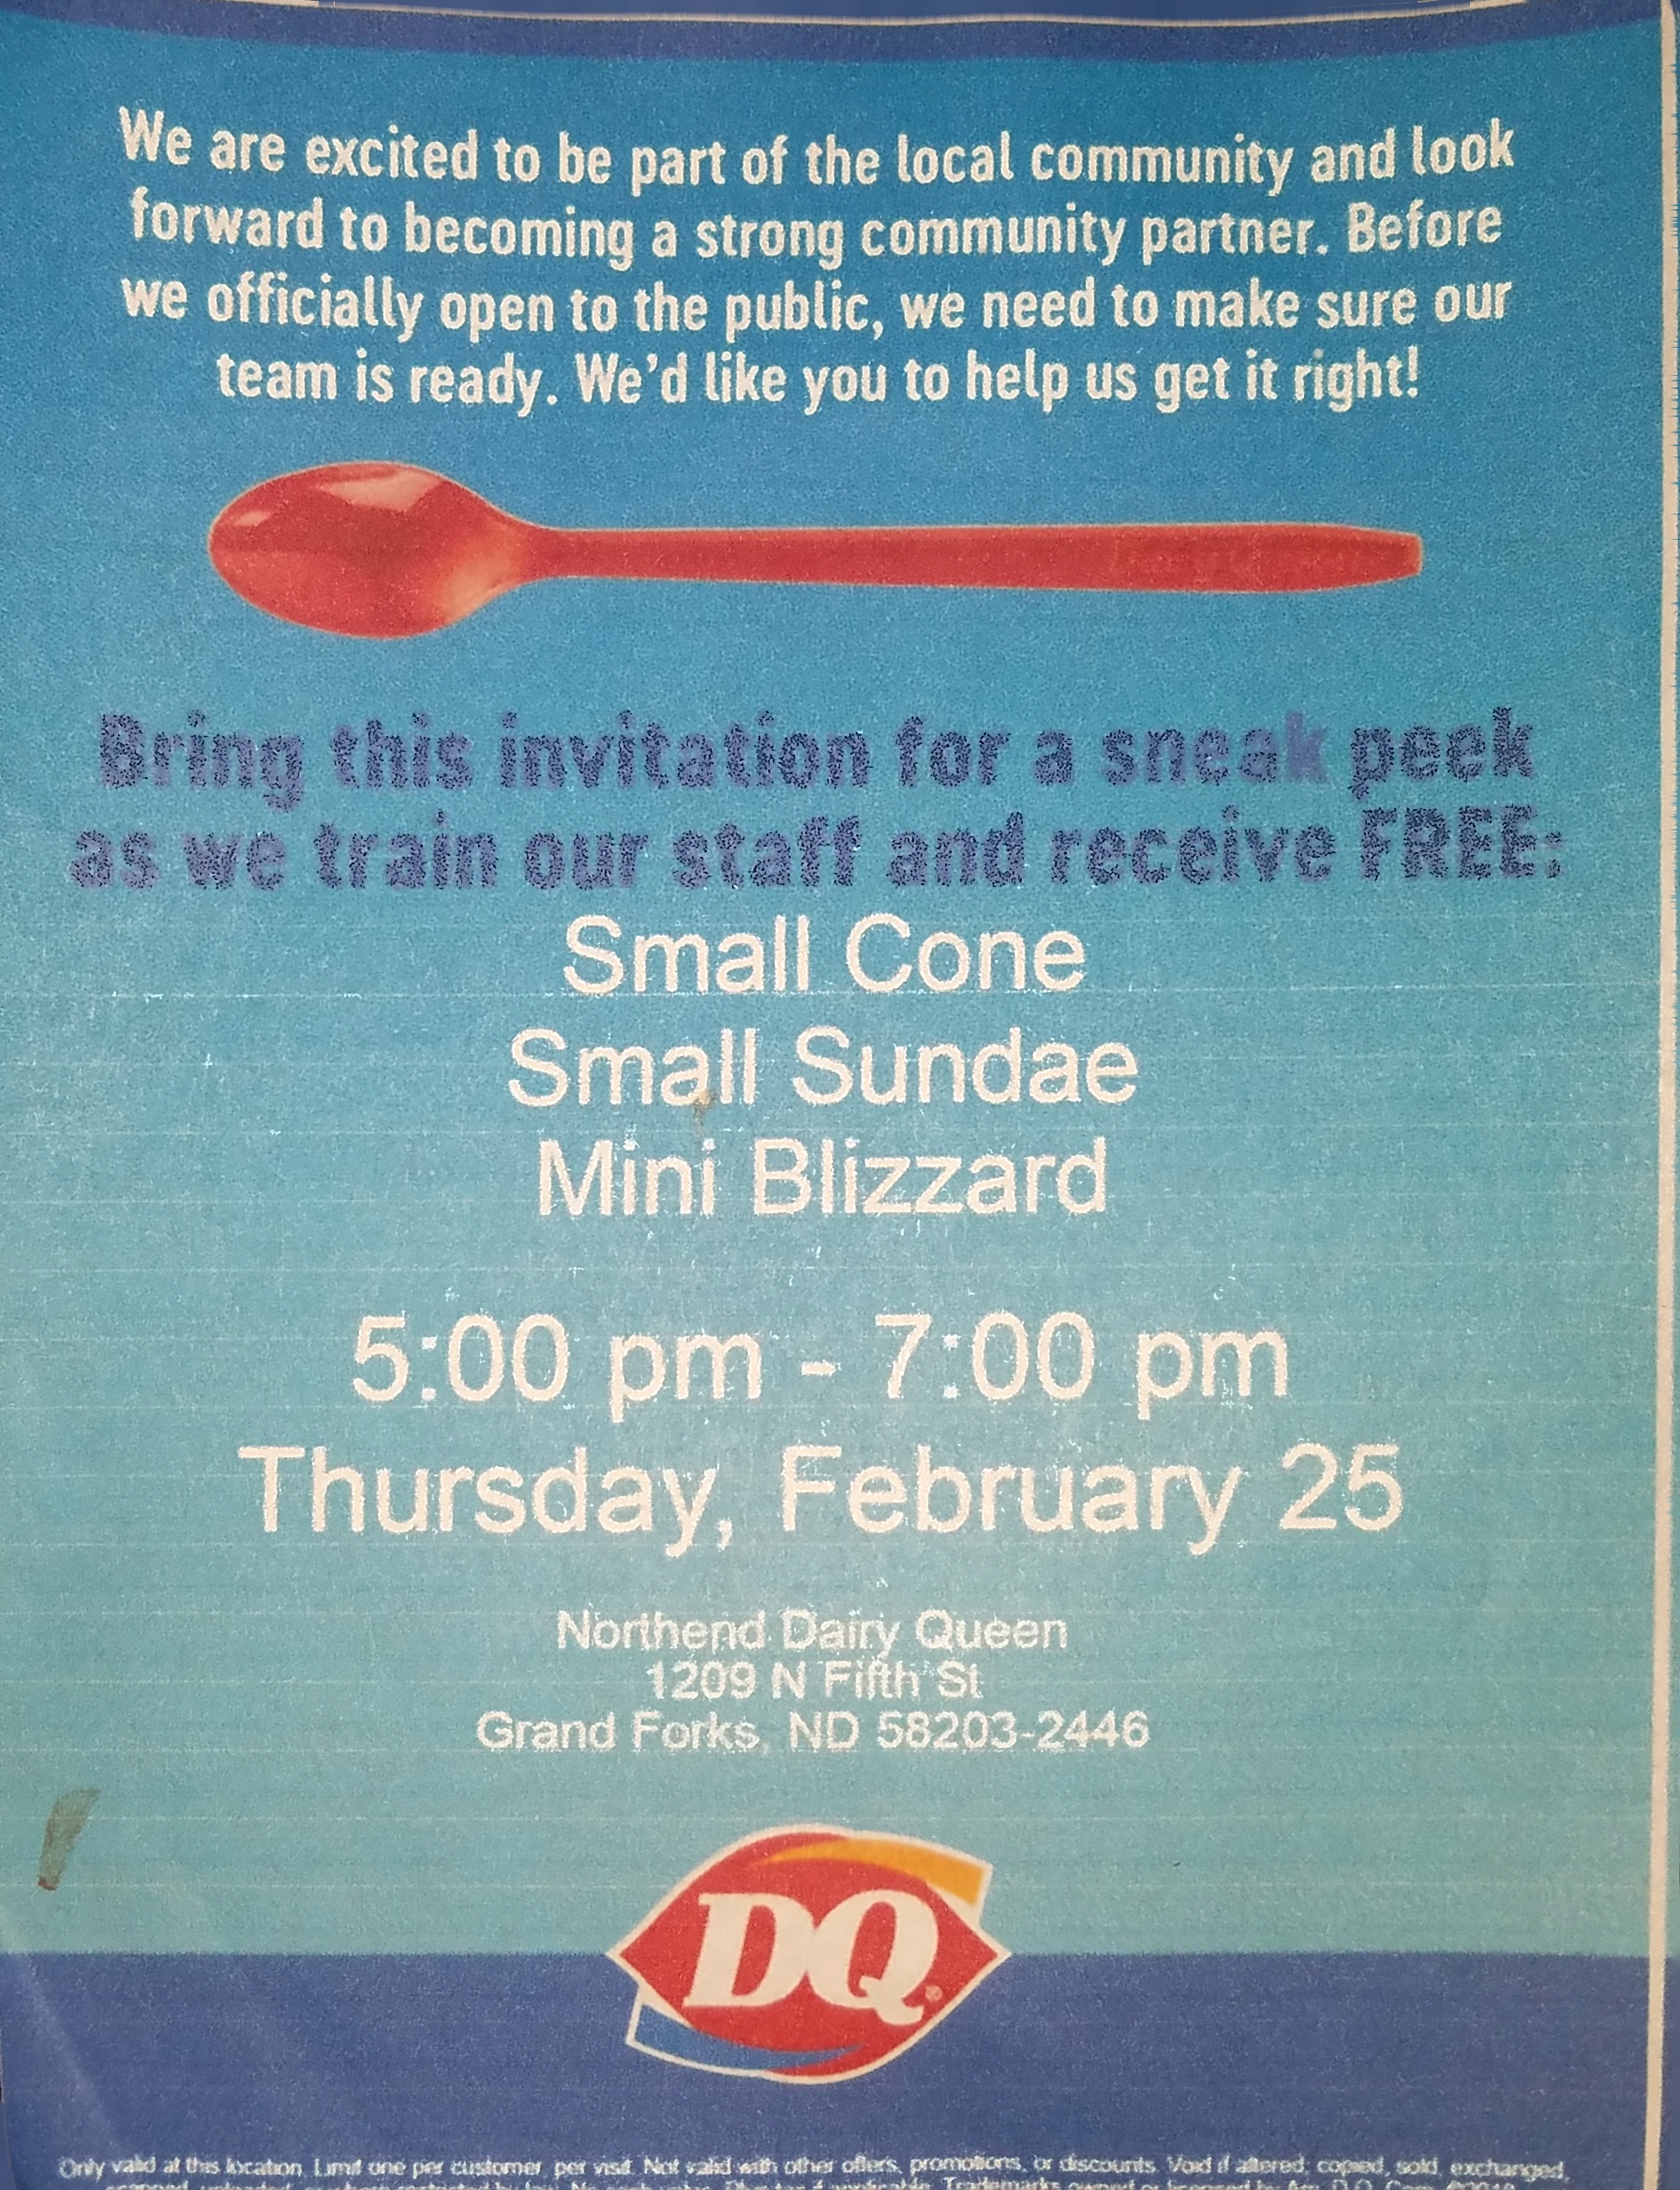 We are excited to be part of the local community and look
forward to becoming a strong community partner. Before
we officially open to the public, we need to make sure our
team is ready. We'd like you to help us get it right!
Bring this invitation for a sneak peek
as we train our staff and receive FREE:
Small Cone
Small Sundae
Mini Blizzard
5:00 pm - 7:00 pm
Thursday, February 25
Northend Dairy Queen
1209 N Fifth St
Grand Forks, ND 58203-2446
DQ
Only valid at this location. Limit one per customer, per visit. Not valid with other offers, promotions, or discounts. Void if altered, copied, sold, exchanged,